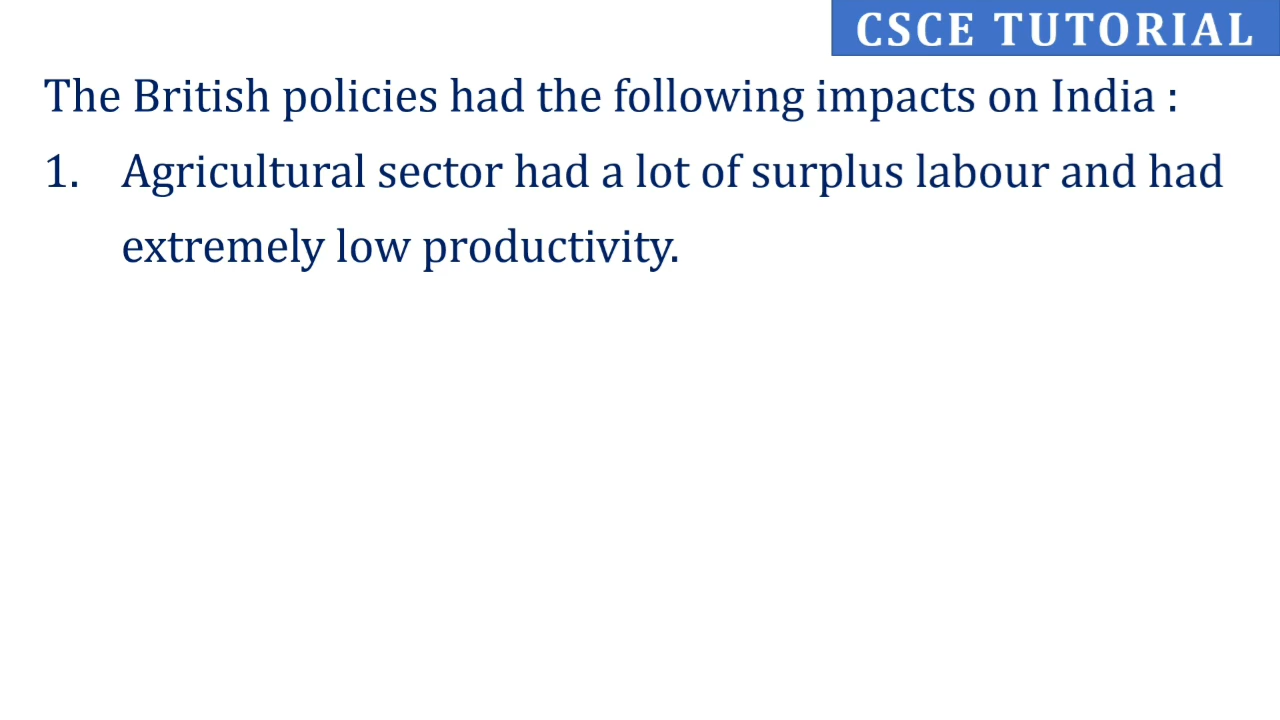 CSCE TUTORIAL
The British policies had the following impacts on India :
1. Agricultural sector had a lot of surplus labour and had
extremely low productivity.